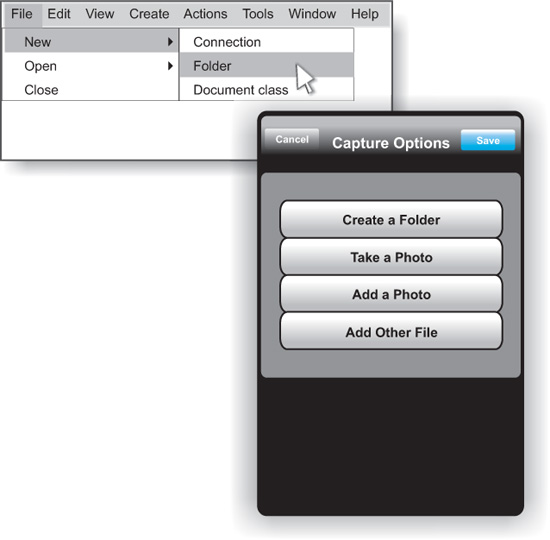 File Edit View Create Actions Tools Window Help
New Connection
Open Folder
Close Document class
Cancel Capture Options Save
Create a Folder
Take a Photo
Add a Photo
Add Other File